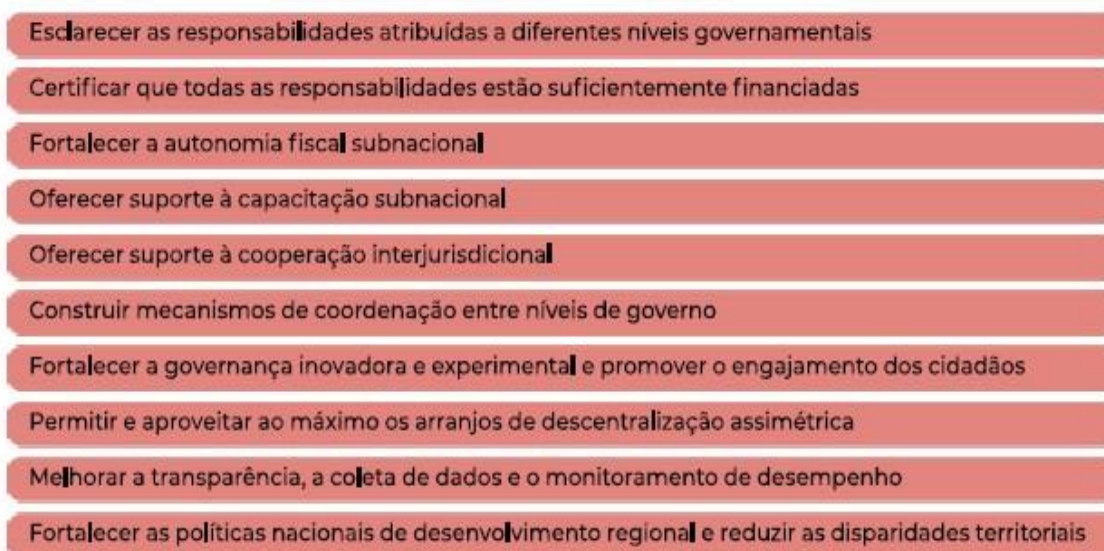 Esclarecer as responsabilidades atribuídas a diferentes níveis governamentais
Certificar que todas as responsabilidades estão suficientemente financiadas
Fortalecer a autonomia fiscal subnacional
Oferecer suporte à capacitação subnacional
Oferecer suporte à cooperação interjurisdicional
Construir mecanismos de coordenação entre níveis de governo
Fortalecer a governança inovadora e experimental e promover o engajamento dos cidadãos
Permitir e aproveitar ao máximo os arranjos de descentralização assimétrica
Melhorar a transparência, a coleta de dados e o monitoramento de desempenho
Fortalecer as políticas nacionais de desenvolvimento regional e reduzir as disparidades territoriais